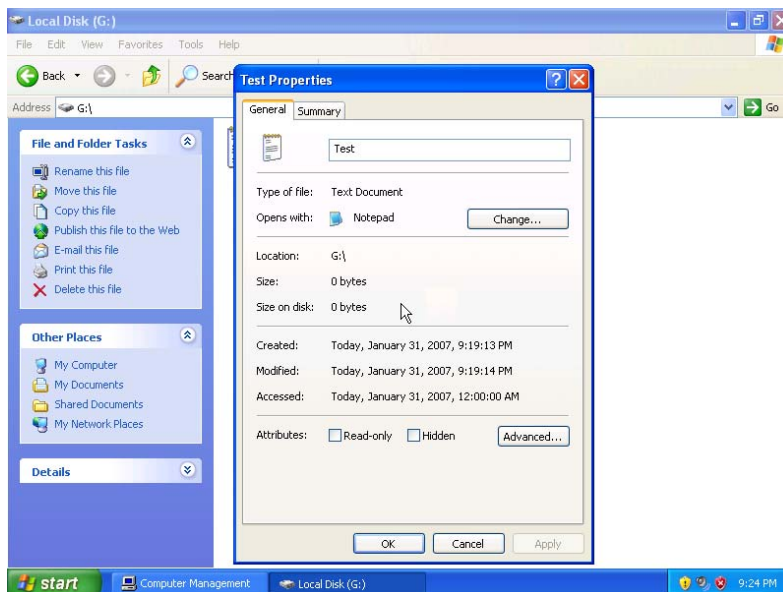 Local Disk (G:)
File Edit View Favorites Tools Help
Back Search
Address G:\ Go
File and Folder Tasks
Rename this file
Move this file
Copy this file
Publish this file to the Web
E-mail this file
Print this file
Delete this file
Other Places
My Computer
My Documents
Shared Documents
My Network Places
Details
Test Properties
General Summary
Test
Type of file: Text Document
Opens with: Notepad Change...
Location: G:\
Size: 0 bytes
Size on disk: 0 bytes
Created: Today, January 31, 2007, 9:19:13 PM
Modified: Today, January 31, 2007, 9:19:14 PM
Accessed: Today, January 31, 2007, 12:00:00 AM
Attributes: Read-only Hidden Advanced...
OK Cancel Apply
start Computer Management Local Disk (G:) 9:24 PM